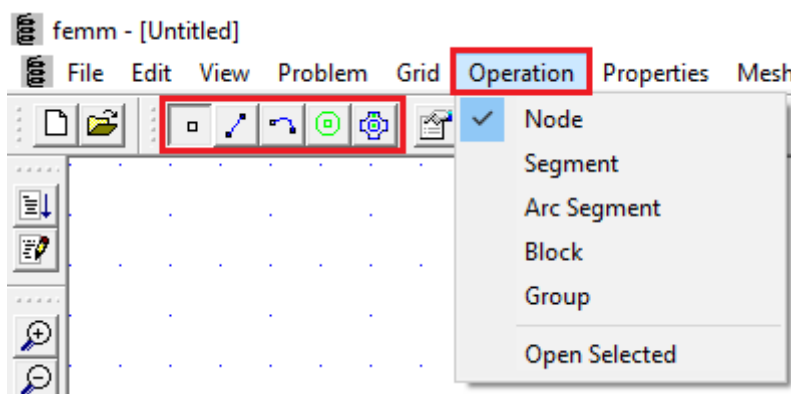 femm - [Untitled]
File Edit View Problem Grid Operation Properties Mesh
Node
Segment
Arc Segment
Block
Group
Open Selected